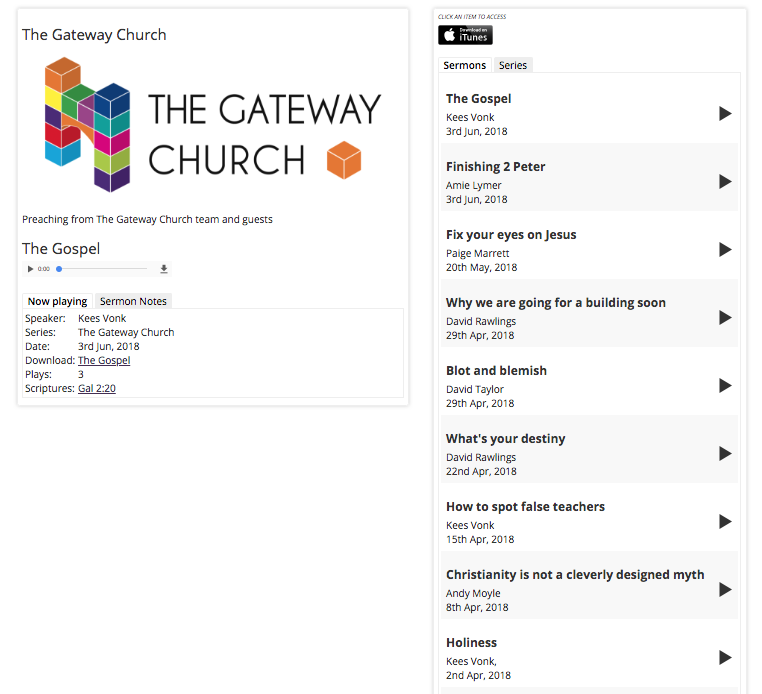 The Gateway Church
THE GATEWAY
CHURCH
Preaching from The Gateway Church team and guests
The Gospel
0:00
Now playing Sermon Notes
Speaker: Kees Vonk
Series: The Gateway Church
Date: 3rd Jun, 2018
Download: The Gospel
Plays: 3
Scriptures: Gal 2:20
CLICK AN ITEM TO ACCESS
Download on
iTunes
Sermons Series
The Gospel
Kees Vonk
3rd Jun, 2018
Finishing 2 Peter
Amie Lymer
3rd Jun, 2018
Fix your eyes on Jesus
Paige Marrett
20th May, 2018
Why we are going for a building soon
David Rawlings
29th Apr, 2018
Blot and blemish
David Taylor
29th Apr, 2018
What's your destiny
David Rawlings
22nd Apr, 2018
How to spot false teachers
Kees Vonk
15th Apr, 2018
Christianity is not a cleverly designed myth
Andy Moyle
8th Apr, 2018
Holiness
Kees Vonk,
2nd Apr, 2018